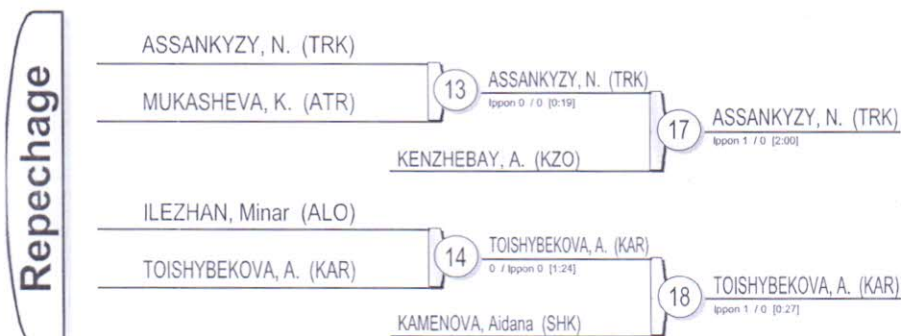 Repechage
ASSANKYZY, N. (TRK)
MUKASHEVA, K. (ATR)
13
ASSANKYZY, N. (TRK)
Ippon 0 / 0 [0:19]
KENZHEBAY, A. (KZO)
17
ASSANKYZY, N. (TRK)
Ippon 1 / 0 [2:00]
ILEZHAN, Minar (ALO)
TOISHYBEKOVA, A. (KAR)
14
TOISHYBEKOVA, A. (KAR)
0 / Ippon 0 [1:24]
KAMENOVA, Aidana (SHK)
18
TOISHYBEKOVA, A. (KAR)
Ippon 1 / 0 [0:27]